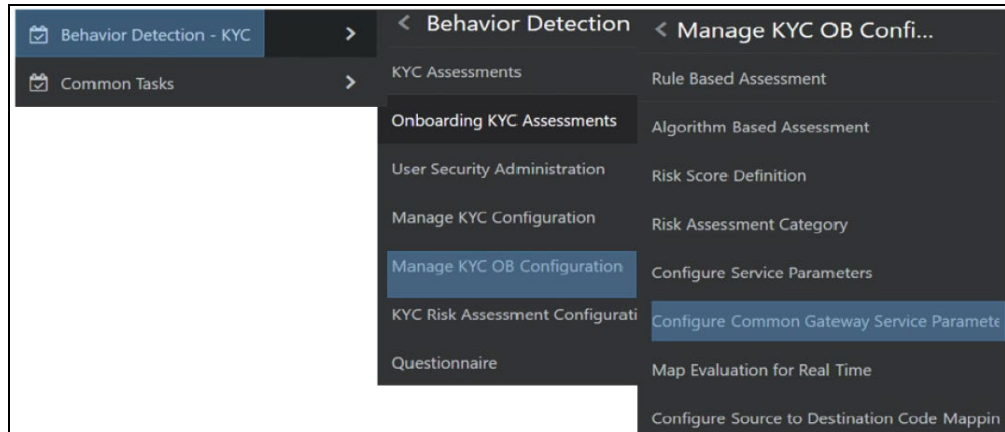 Behavior Detection - KYC
Common Tasks
Behavior Detection
KYC Assessments
Onboarding KYC Assessments
User Security Administration
Manage KYC Configuration
Manage KYC OB Configuration
KYC Risk Assessment Configurati
Questionnaire
Manage KYC OB Confi...
Rule Based Assessment
Algorithm Based Assessment
Risk Score Definition
Risk Assessment Category
Configure Service Parameters
Configure Common Gateway Service Paramete
Map Evaluation for Real Time
Configure Source to Destination Code Mappin